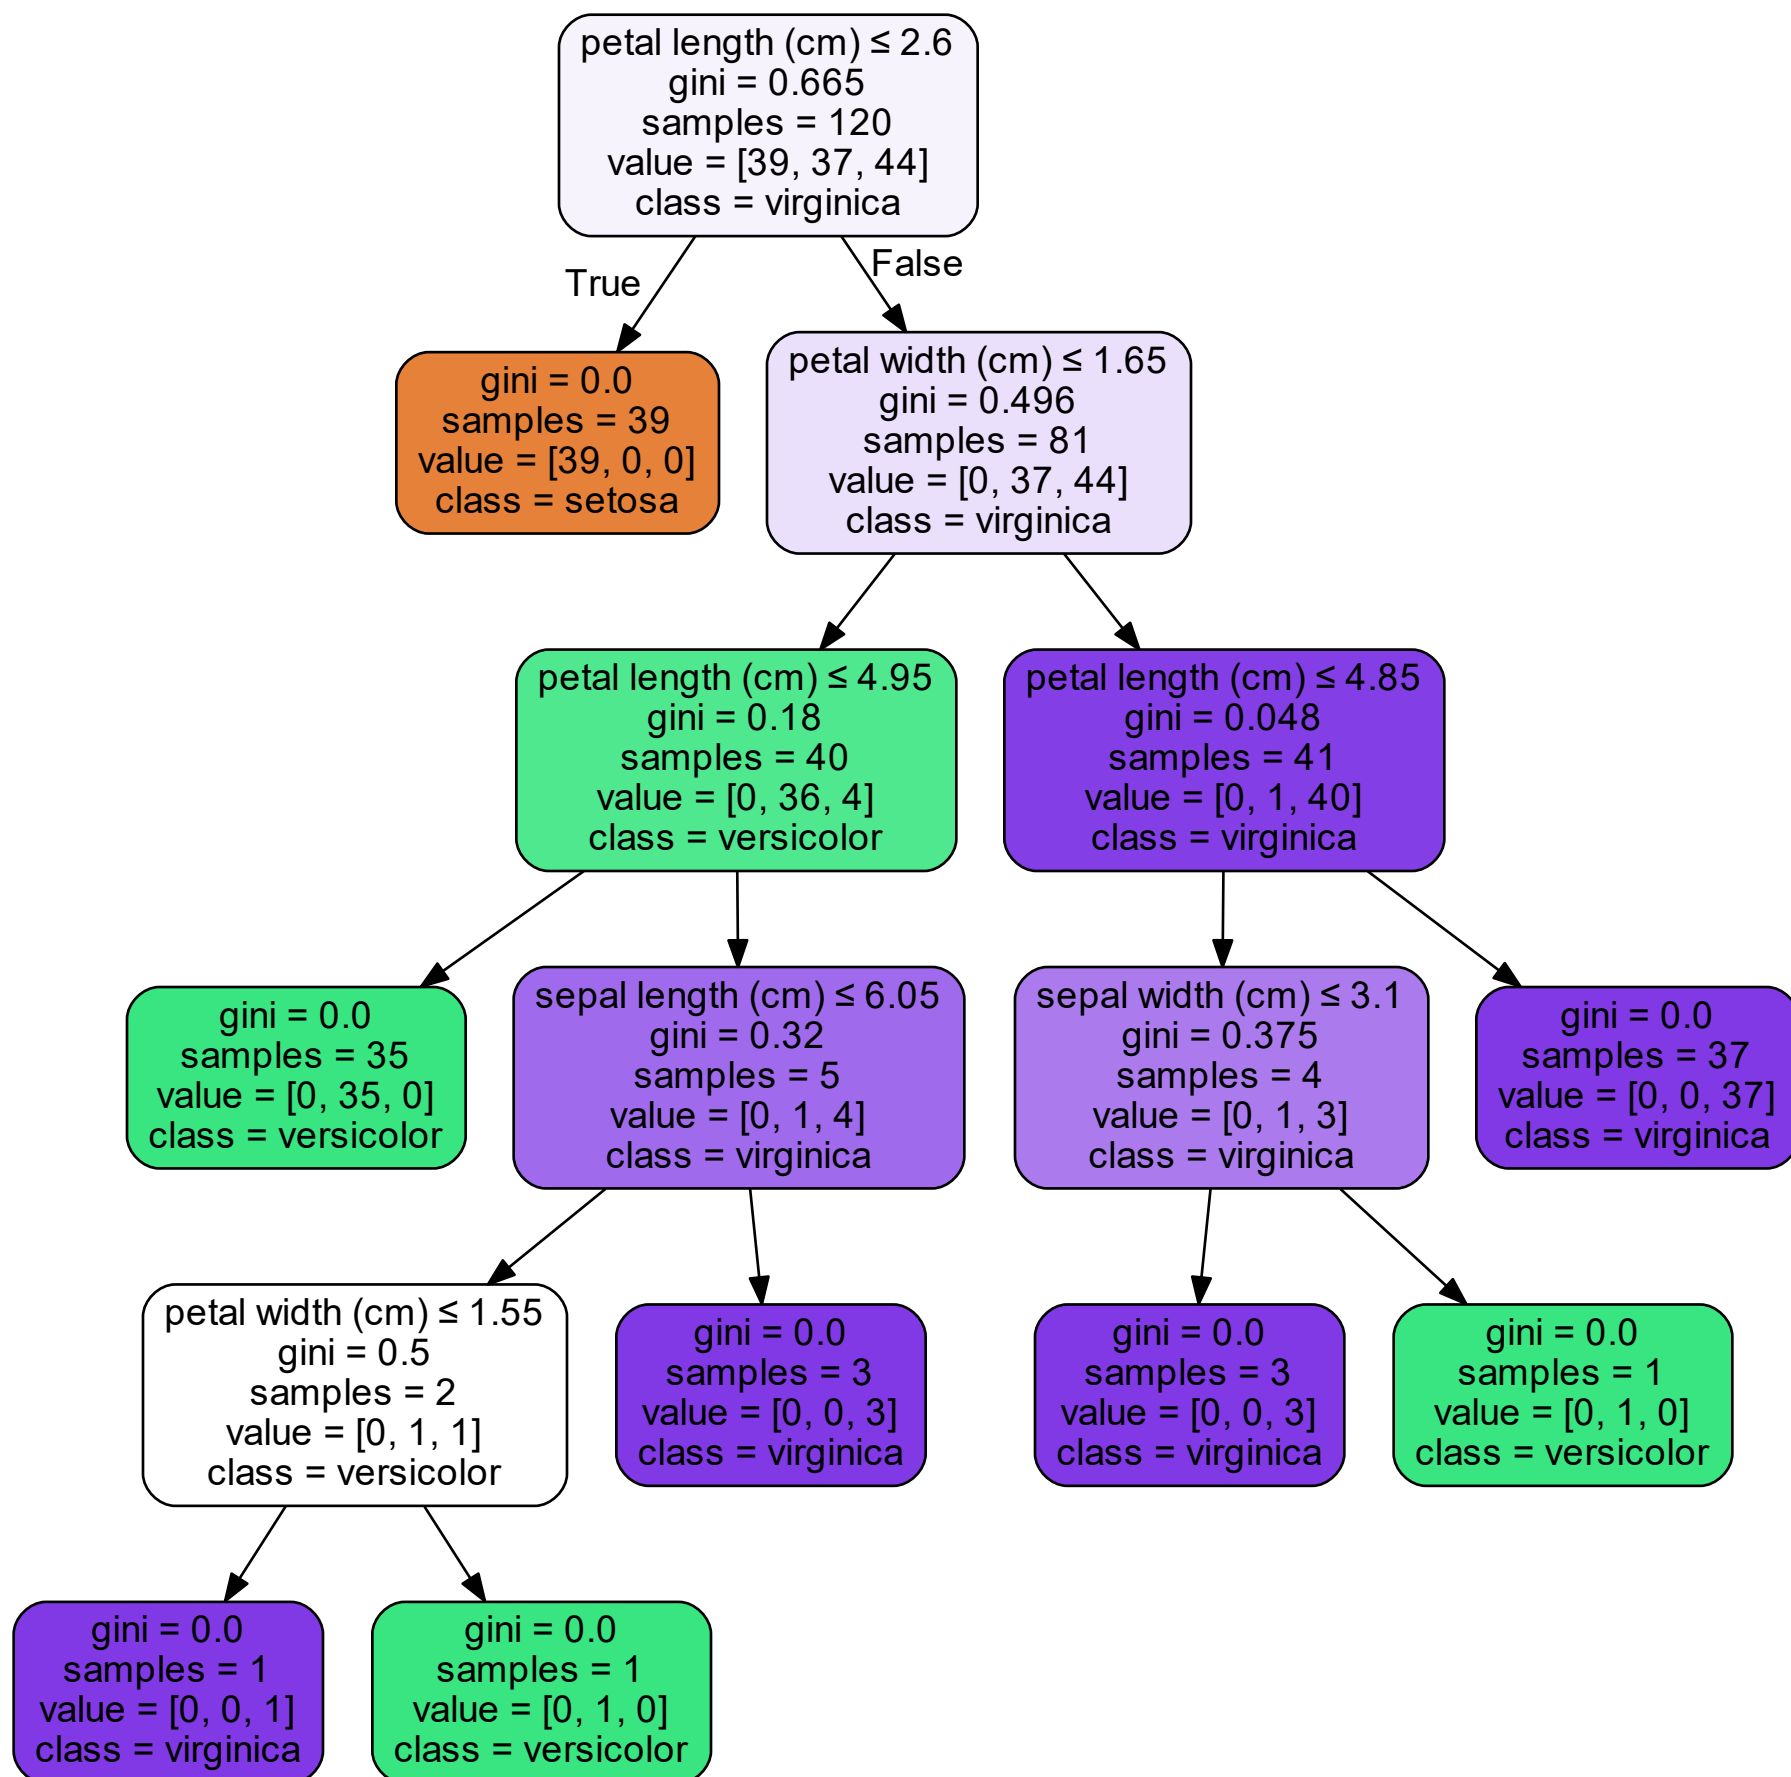 petal length (cm) ≤ 2.6
gini = 0.665
samples = 120
value = [39, 37, 44]
class = virginica
True
False
gini = 0.0
samples = 39
value = [39, 0, 0]
class = setosa
petal width (cm) ≤ 1.65
gini = 0.496
samples = 81
value = [0, 37, 44]
class = virginica
petal length (cm) ≤ 4.95
gini = 0.18
samples = 40
value = [0, 36, 4]
class = versicolor
petal length (cm) ≤ 4.85
gini = 0.048
samples = 41
value = [0, 1, 40]
class = virginica
gini = 0.0
samples = 35
value = [0, 35, 0]
class = versicolor
sepal length (cm) ≤ 6.05
gini = 0.32
samples = 5
value = [0, 1, 4]
class = virginica
sepal width (cm) ≤ 3.1
gini = 0.375
samples = 4
value = [0, 1, 3]
class = virginica
gini = 0.0
samples = 37
value = [0, 0, 37]
class = virginica
petal width (cm) ≤ 1.55
gini = 0.5
samples = 2
value = [0, 1, 1]
class = versicolor
gini = 0.0
samples = 3
value = [0, 0, 3]
class = virginica
gini = 0.0
samples = 3
value = [0, 0, 3]
class = virginica
gini = 0.0
samples = 1
value = [0, 1, 0]
class = versicolor
gini = 0.0
samples = 1
value = [0, 0, 1]
class = virginica
gini = 0.0
samples = 1
value = [0, 1, 0]
class = versicolor